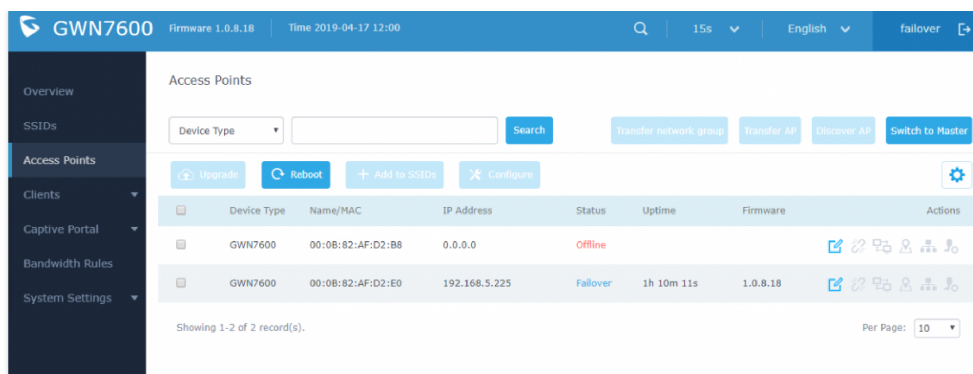 GWN7600 Firmware 1.0.8.18 Time 2019-04-17 12:00 15s English failover
Overview
SSIDs
Access Points
Clients
Captive Portal
Bandwidth Rules
System Settings
Access Points
Device Type Search Transfer network group Transfer AP Discover AP Switch to Master
Upgrade Reboot + Add to SSIDs Configure
Device Type Name/MAC IP Address Status Uptime Firmware Actions
GWN7600 00:0B:82:AF:D2:B8 0.0.0.0 Offline
GWN7600 00:0B:82:AF:D2:E0 192.168.5.225 Failover 1h 10m 11s 1.0.8.18
Showing 1-2 of 2 record(s). Per Page: 10